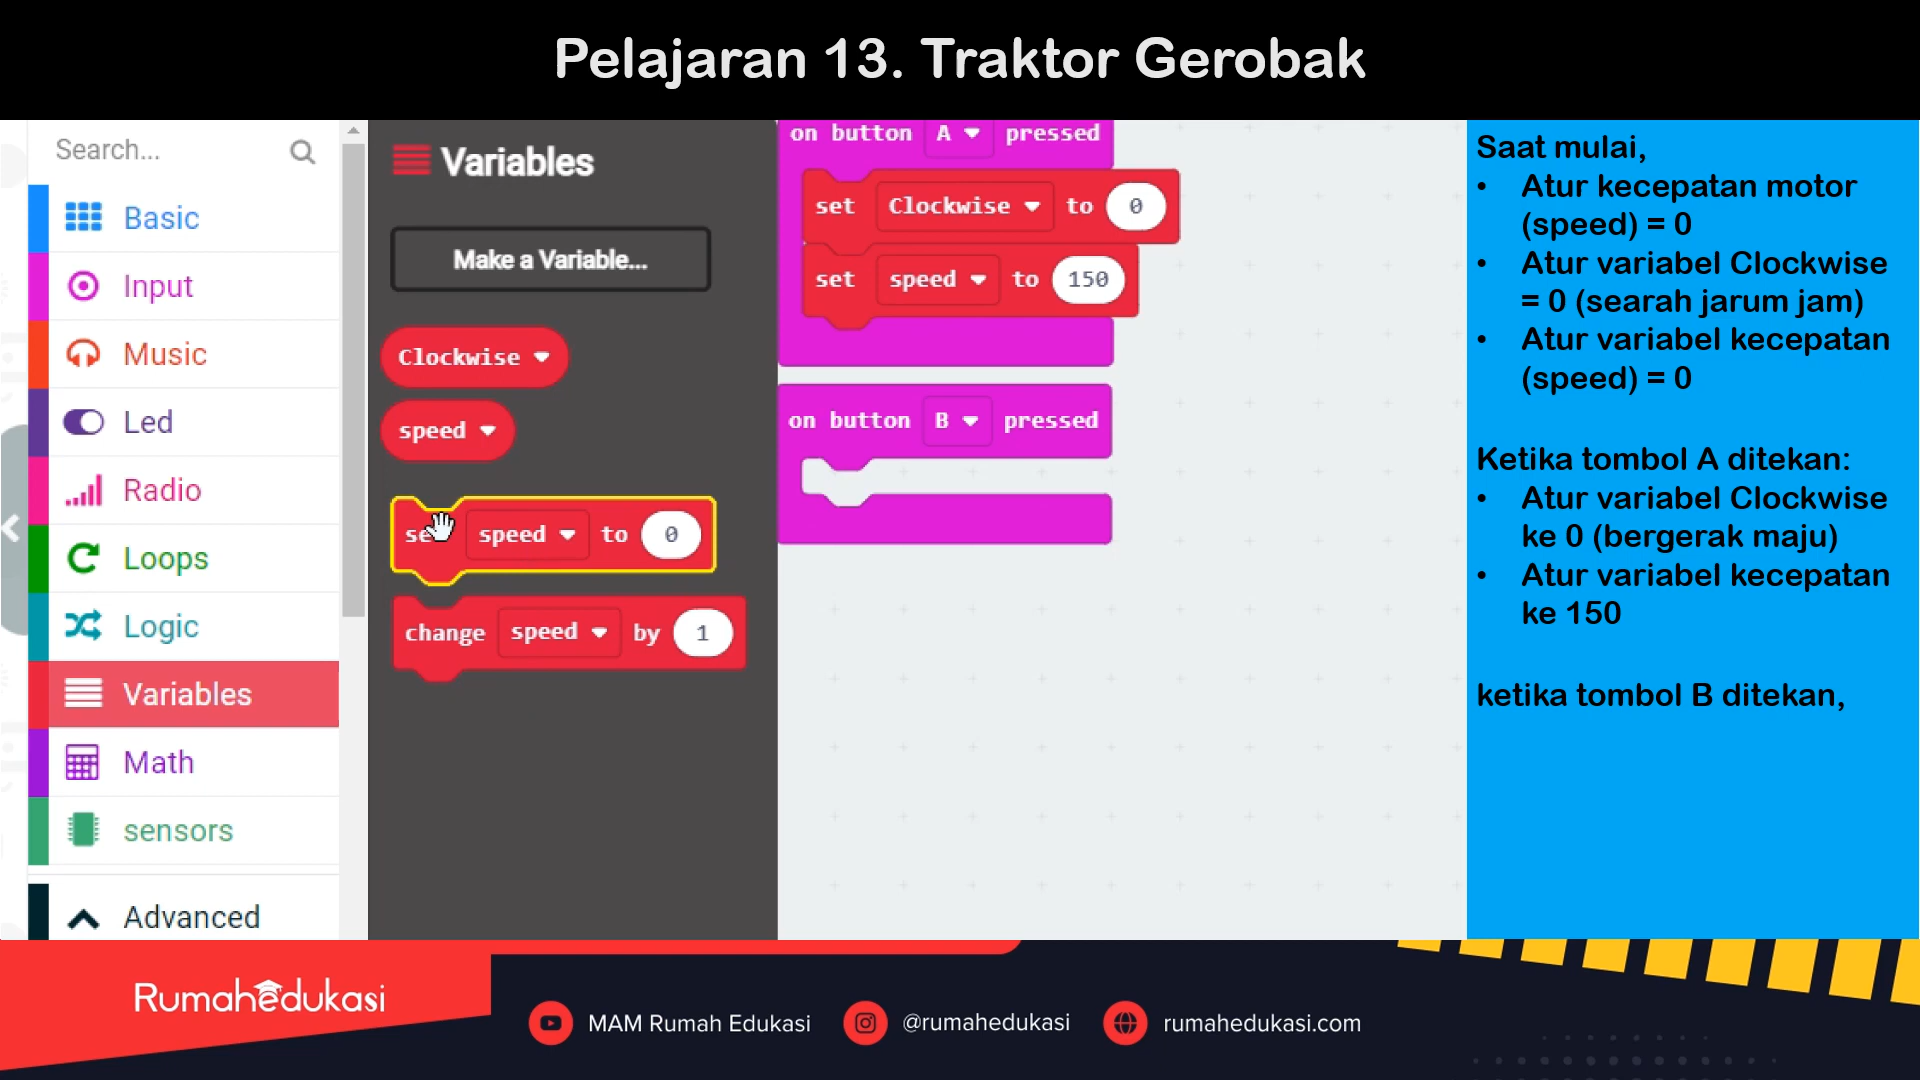 Pelajaran 13. Traktor Gerobak
Search...
Basic
Input
Music
Led
Radio
Loops
Logic
Variables
Math
sensors
Advanced
Variables
Make a Variable...
Clockwise
speed
set speed to 0
change speed by 1
on button A pressed
set Clockwise to 0
set speed to 150
on button B pressed
Saat mulai,
• Atur kecepatan motor
(speed) = 0
• Atur variabel Clockwise
= 0 (searah jarum jam)
• Atur variabel kecepatan
(speed) = 0
Ketika tombol A ditekan:
• Atur variabel Clockwise
ke 0 (bergerak maju)
• Atur variabel kecepatan
ke 150
ketika tombol B ditekan,
Rumahedukasi
MAM Rumah Edukasi
@rumahedukasi
rumahedukasi.com